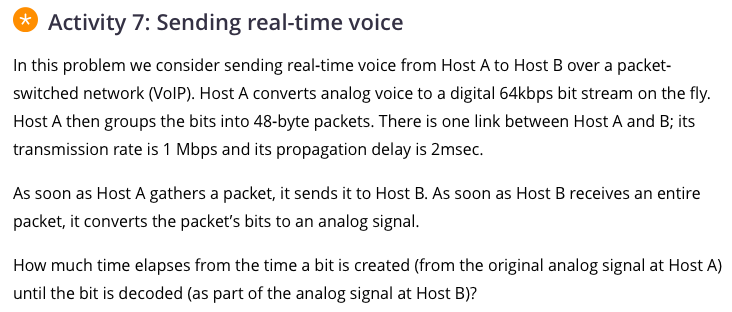 * Activity 7: Sending real-time voice
In this problem we consider sending real-time voice from Host A to Host B over a packet-
switched network (VoIP). Host A converts analog voice to a digital 64kbps bit stream on the fly.
Host A then groups the bits into 48-byte packets. There is one link between Host A and B; its
transmission rate is 1 Mbps and its propagation delay is 2msec.
As soon as Host A gathers a packet, it sends it to Host B. As soon as Host B receives an entire
packet, it converts the packet’s bits to an analog signal.
How much time elapses from the time a bit is created (from the original analog signal at Host A)
until the bit is decoded (as part of the analog signal at Host B)?